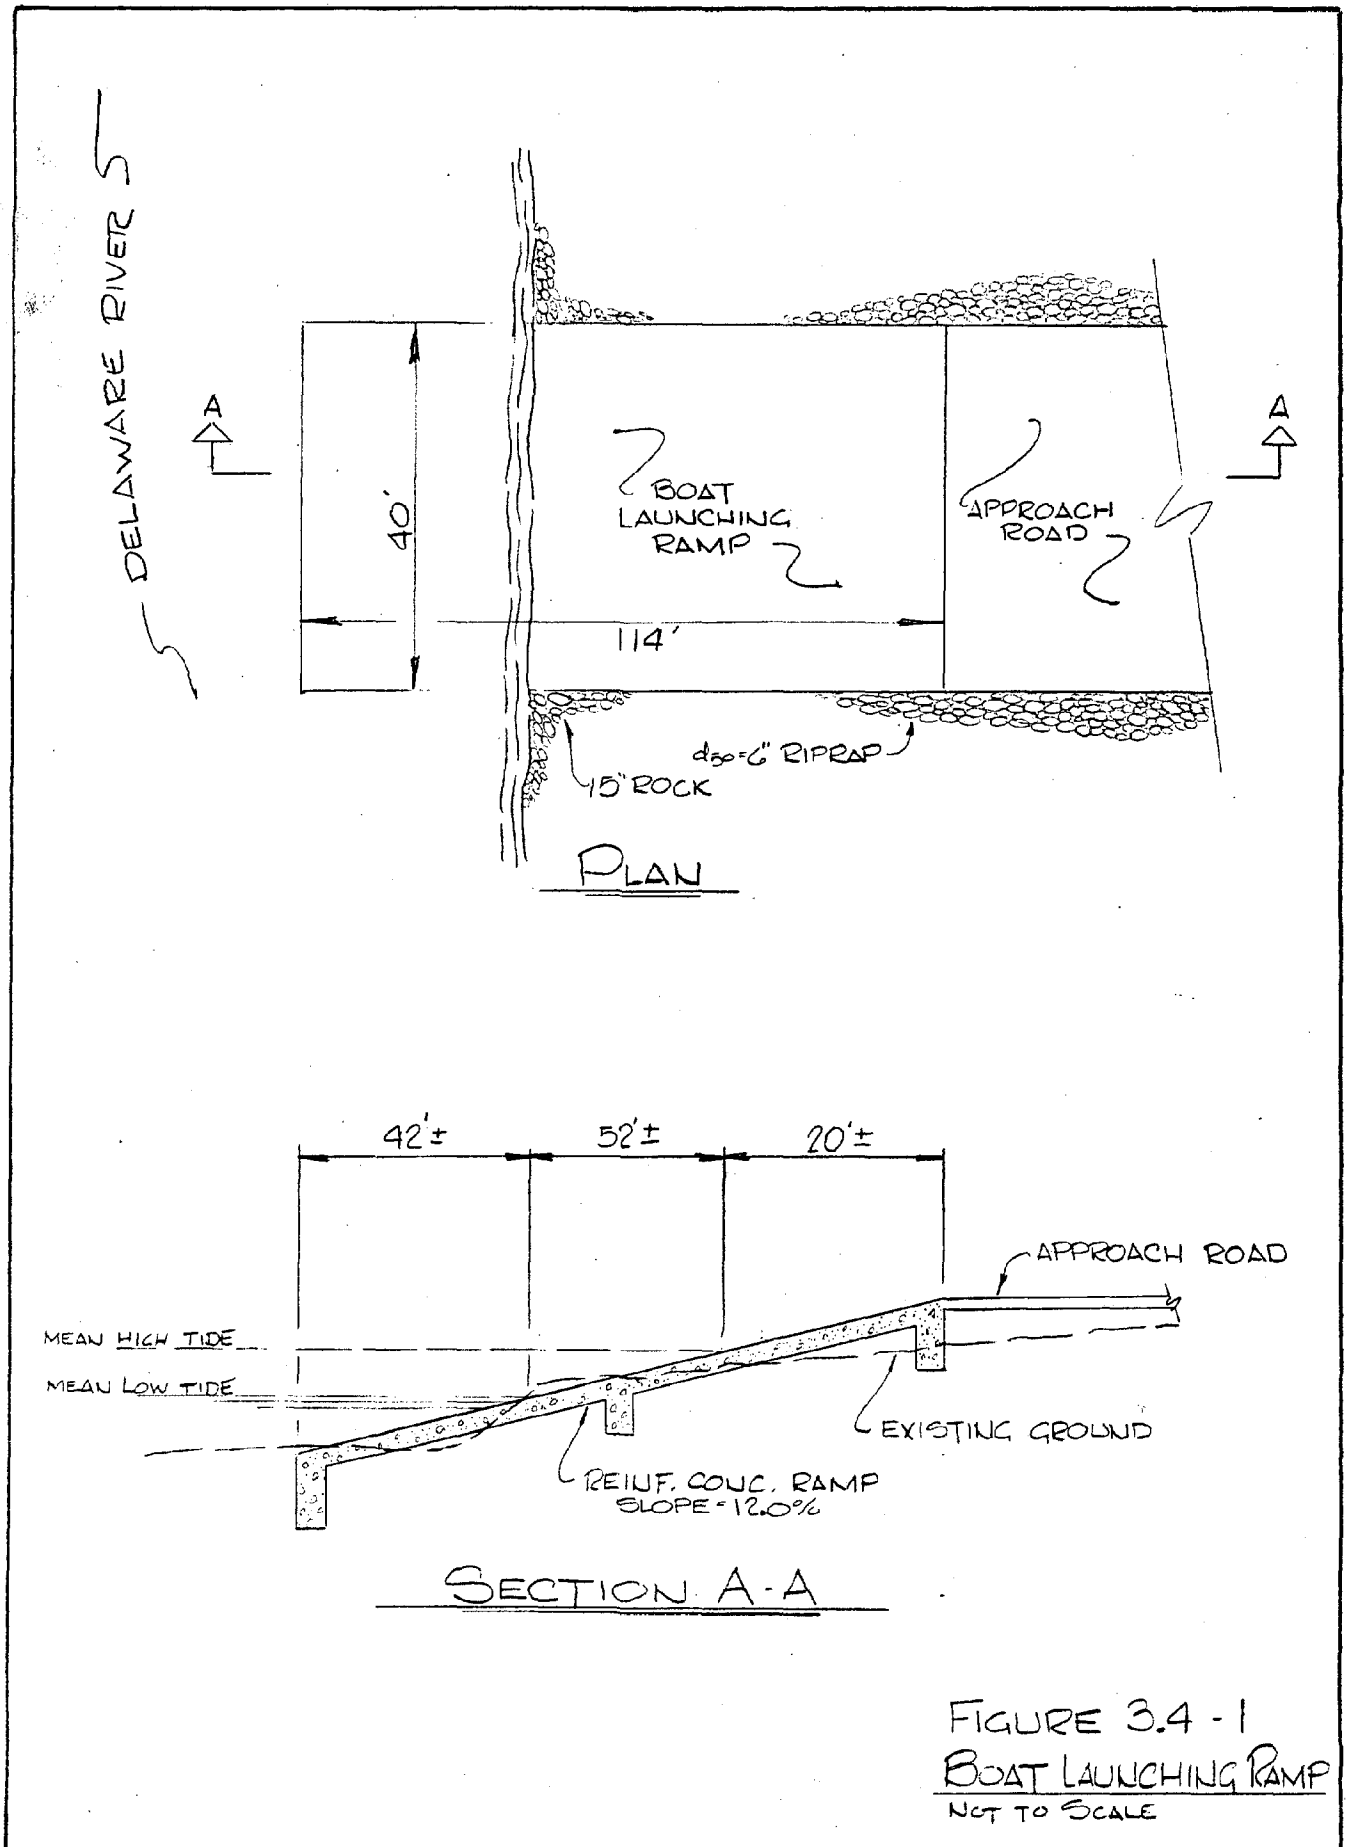 DELAWARE RIVER
A
A
40'
BOAT
LAUNCHING
RAMP
APPROACH
ROAD
114'
d50=6" RIPRAP
15" ROCK
PLAN
42'±
52'±
20'±
APPROACH ROAD
MEAN HIGH TIDE
MEAN LOW TIDE
EXISTING GROUND
REINF. CONC. RAMP
SLOPE=12.0%
SECTION A-A
FIGURE 3.4-1
BOAT LAUNCHING RAMP
NOT TO SCALE